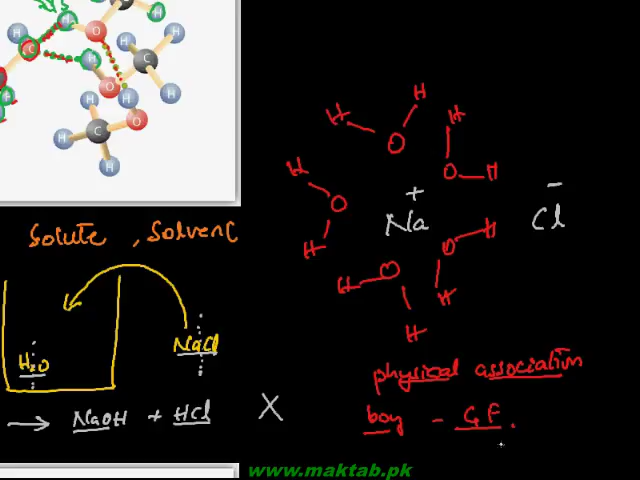 H H
C O H
H H
H C H
O H
H H
H C O
H
H H H
O
H O H
H O
+ −
Na Cl
H O H
H O
H
H
Solute , Solvent
H2O NaCl
→ NaOH + HCl X
physical association
boy - GF.
www.maktab.pk